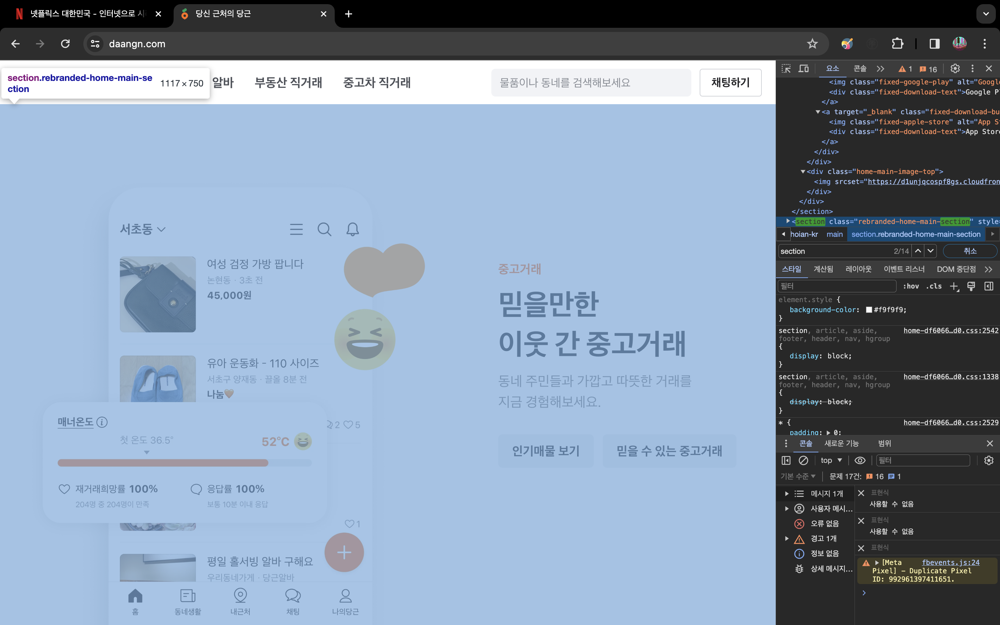 넷플릭스 대한민국 - 인터넷으로 시
당신 근처의 당근
daangn.com
section.rebranded-home-main-se
ction
1117×750
알바
부동산 직거래
중고차 직거래
물품이나 동네를 검색해보세요
채팅하기
서초동
여성 검정 가방 팝니다
논현동 · 3초 전
45,000원
유아 운동화 - 110 사이즈
서초구 양재동 · 끌올 8분 전
나눔
2
5
매너온도
첫 온도 36.5°
52°C
재거래희망률 100%
204명 중 204명이 만족
응답률 100%
보통 10분 이내 응답
1
평일 홀서빙 알바 구해요
우리동네가게 · 당근알바
홈
동네생활
내근처
채팅
나의당근
중고거래
믿을만한
이웃 간 중고거래
동네 주민들과 가깝고 따뜻한 거래를
지금 경험해보세요.
인기매물 보기
믿을 수 있는 중고거래
요소
콘솔
1
16
<img class="fixed-google-play" alt="Googl
<div class="fixed-download-text">Google P
</a>
<a target="_blank" class="fixed-download-bu
<img class="fixed-apple-store" alt="App S
<div class="fixed-download-text">App Store
</a>
</div>
</div>
<div class="home-main-image-top">
<img srcset="https://d1unjqcospf8gs.cloudfron
</div>
</div>
</section>
<section class="rebranded-home-main-section" style=
hoian-kr
main
section.rebranded-home-main-section
section
2/14
취소
스타일
계산됨
레이아웃
이벤트 리스너
DOM 중단점
필터
:hov
.cls
element.style {
background-color: #f9f9f9;
}
section, article, aside,
home-df6066…d0.css:2542
footer, header, nav, hgroup
{
display: block;
}
section, article, aside,
home-df6066…d0.css:1338
footer, header, nav, hgroup
{
display: block;
}
* {
home-df6066…d0.css:2529
padding: 0;
콘솔
새로운 기능
범위
top
필터
기본 수준
문제 17건:
16
1
메시지 1개
사용자 메시…
오류 없음
경고 1개
정보 없음
상세 메시지…
표현식
사용할 수 없음
표현식
사용할 수 없음
표현식
[Meta
fbevents.js:24
Pixel] – Duplicate Pixel
ID: 992961397411651.